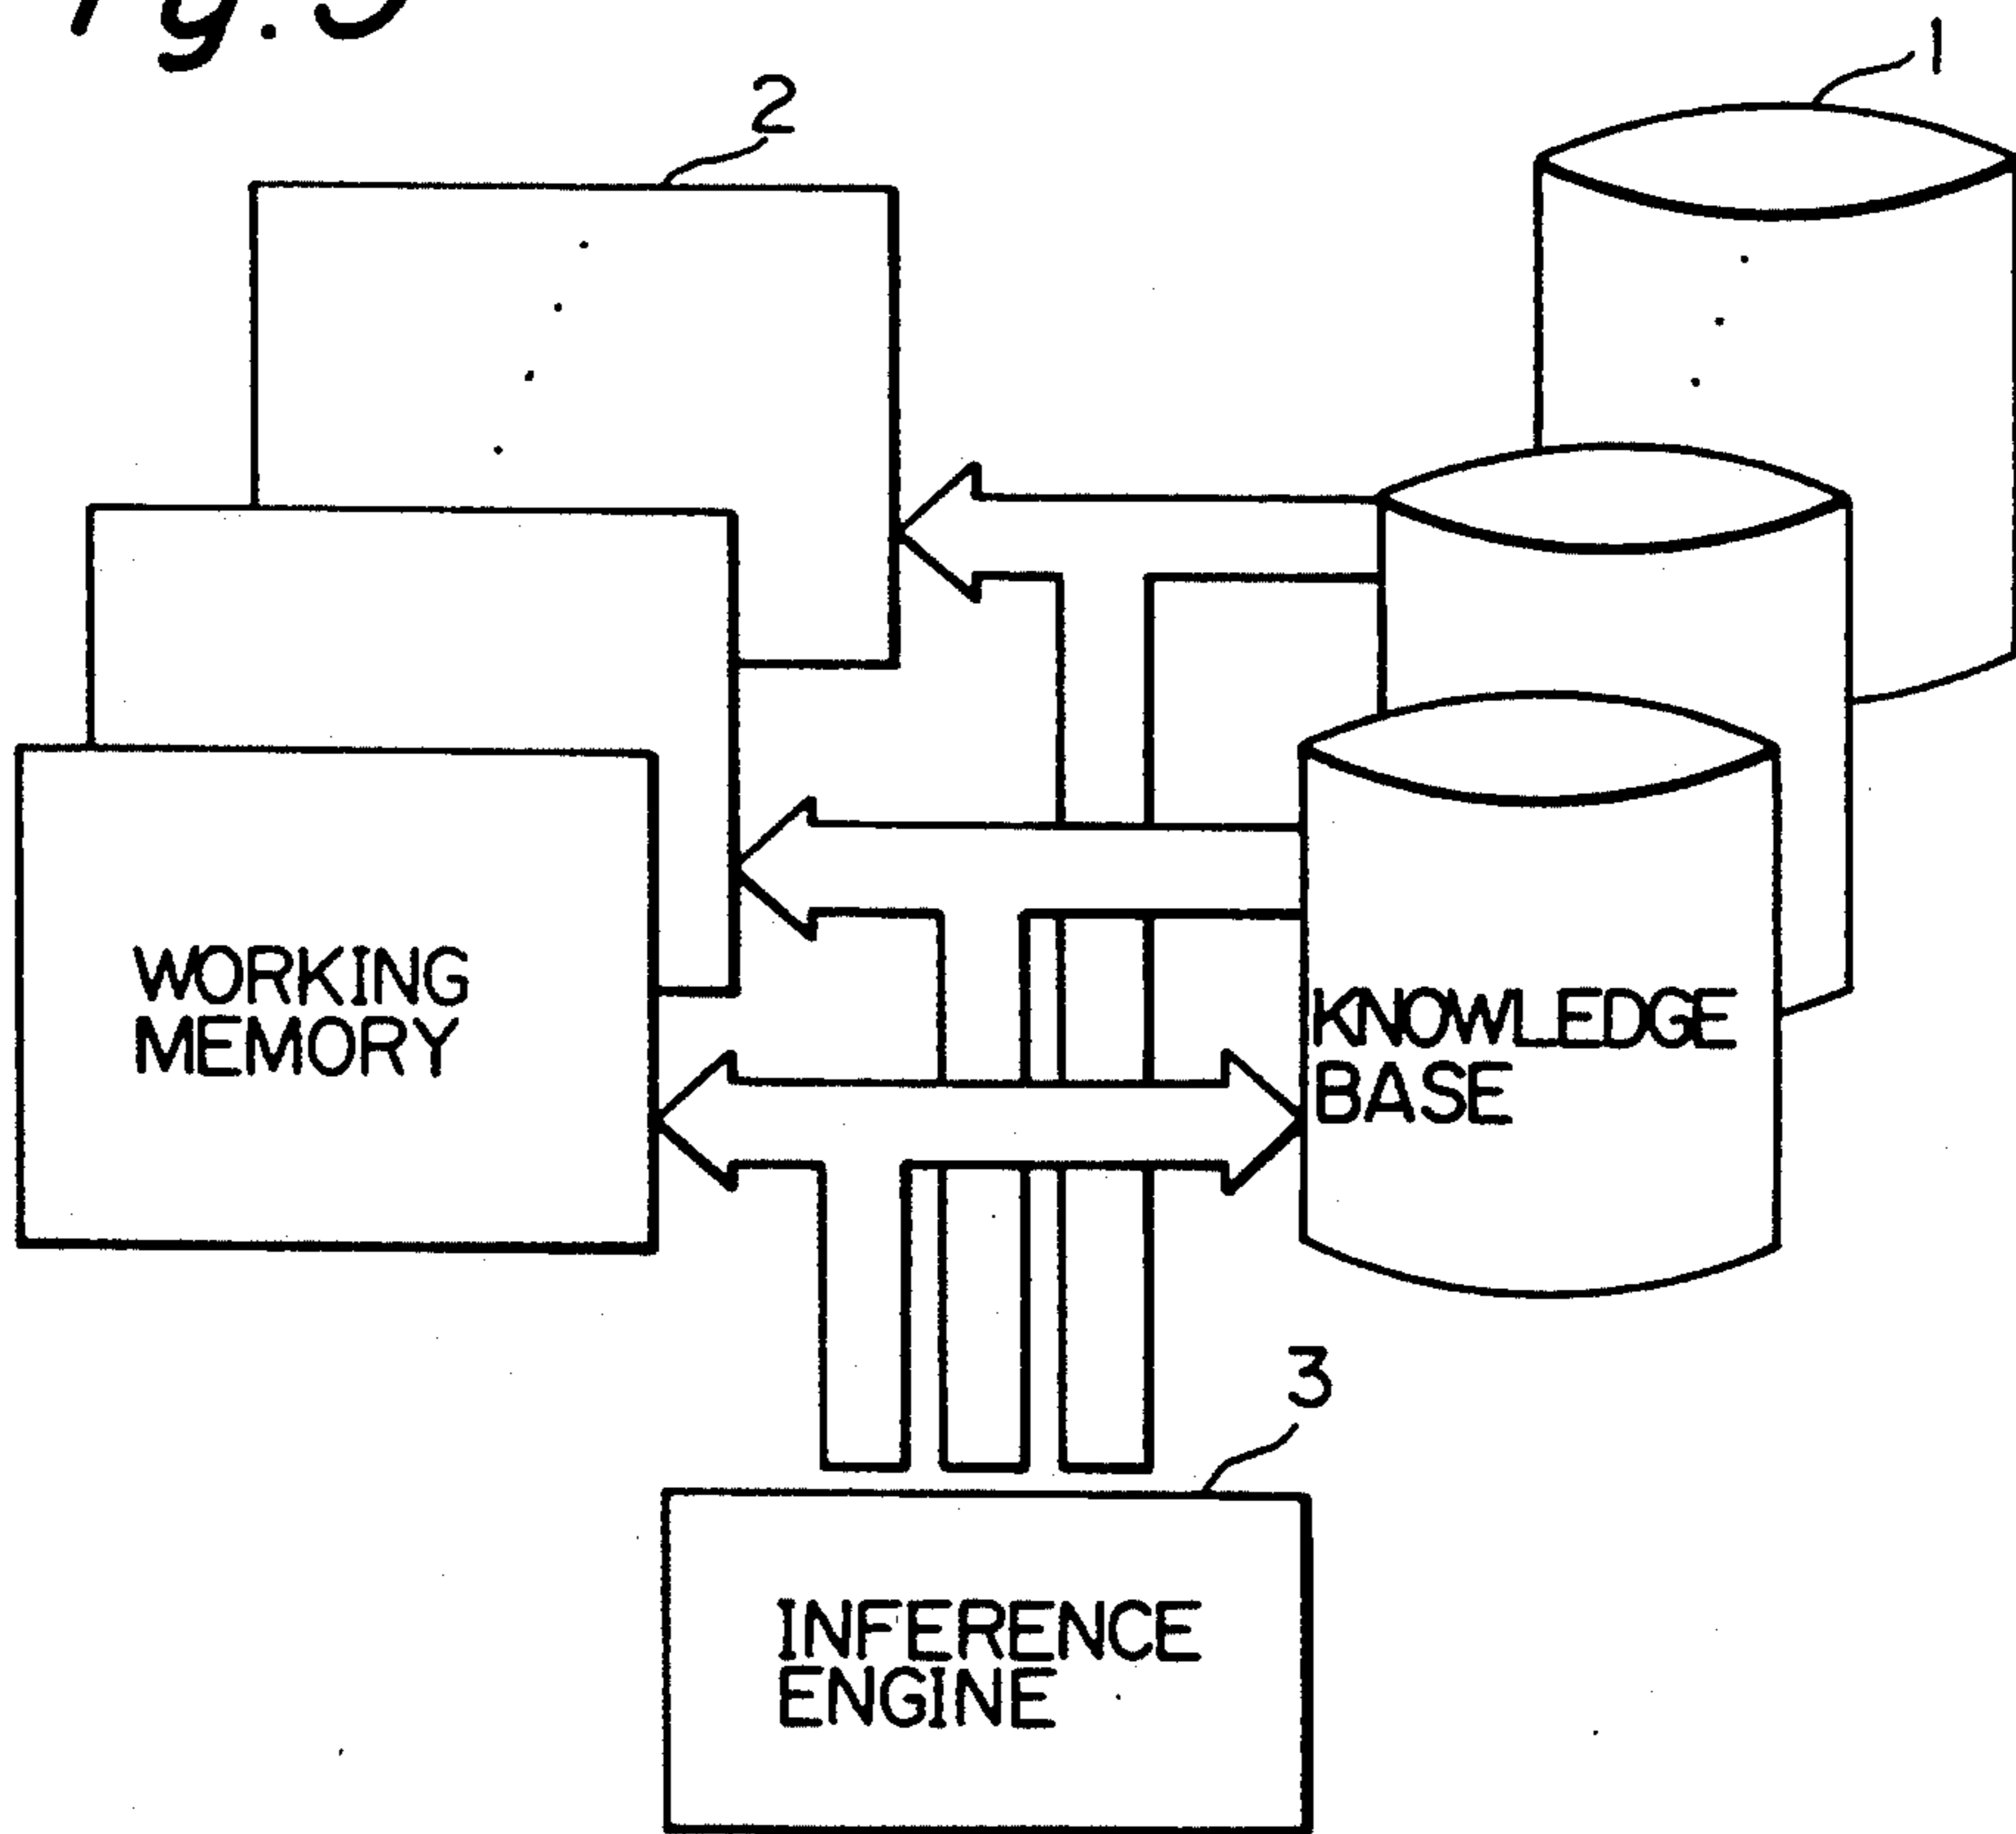 2
1
WORKING
MEMORY
KNOWLEDGE
BASE
3
INFERENCE
ENGINE